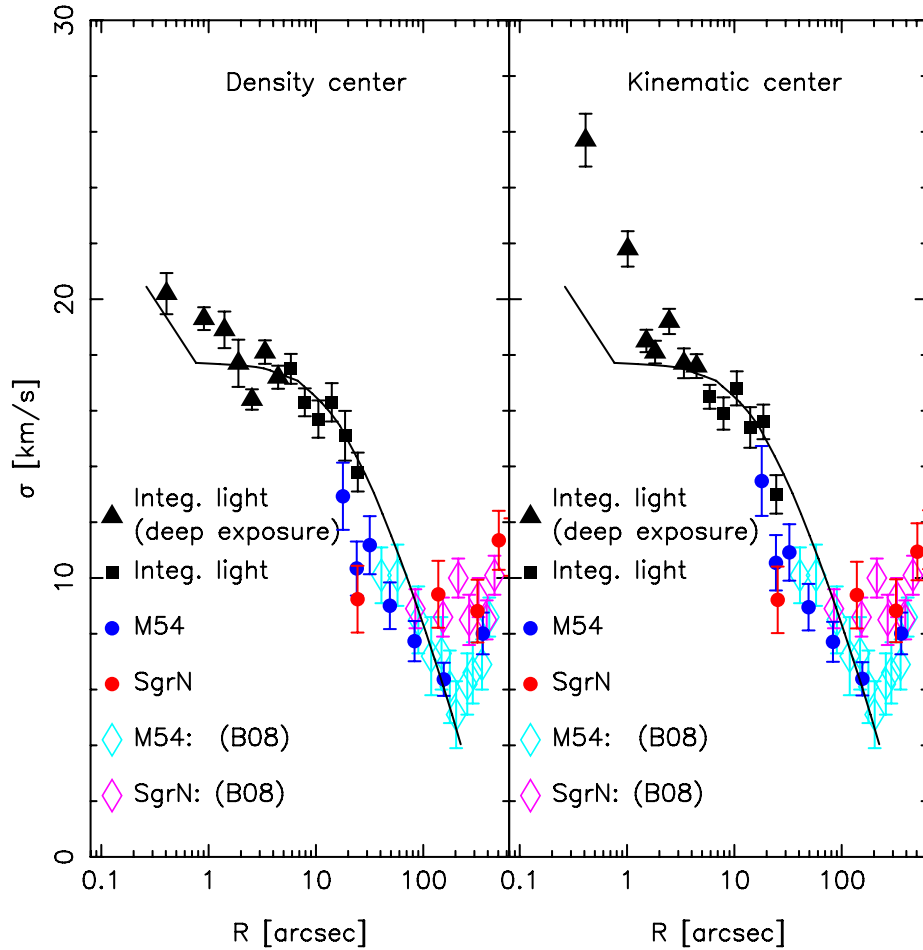 30
20
10
0
σ [km/s]
Density center
Integ. light
(deep exposure)
Integ. light
M54
SgrN
M54: (B08)
SgrN: (B08)
0.1 1 10 100
R [arcsec]
Kinematic center
Integ. light
(deep exposure)
Integ. light
M54
SgrN
M54: (B08)
SgrN: (B08)
0.1 1 10 100
R [arcsec]